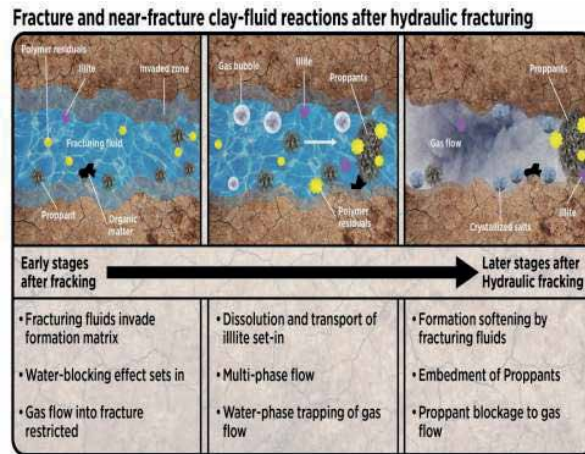 Fracture and near-fracture clay-fluid reactions after hydraulic fracturing
Polymer residuals
Illite
Invaded zone
Fracturing fluid
Proppant
Organic
matter
Gas bubble
Illite
Proppants
Polymer
residuals
Proppants
Gas flow
Crystallized salts
Illite
Early stages
after fracking
Later stages after
Hydraulic fracking
•Fracturing fluids invade
formation matrix
•Water-blocking effect sets in
•Gas flow into fracture
restricted
•Dissolution and transport of
illlite set-in
•Multi-phase flow
•Water-phase trapping of gas
flow
•Formation softening by
fracturing fluids
•Embedment of Proppants
•Proppant blockage to gas
flow